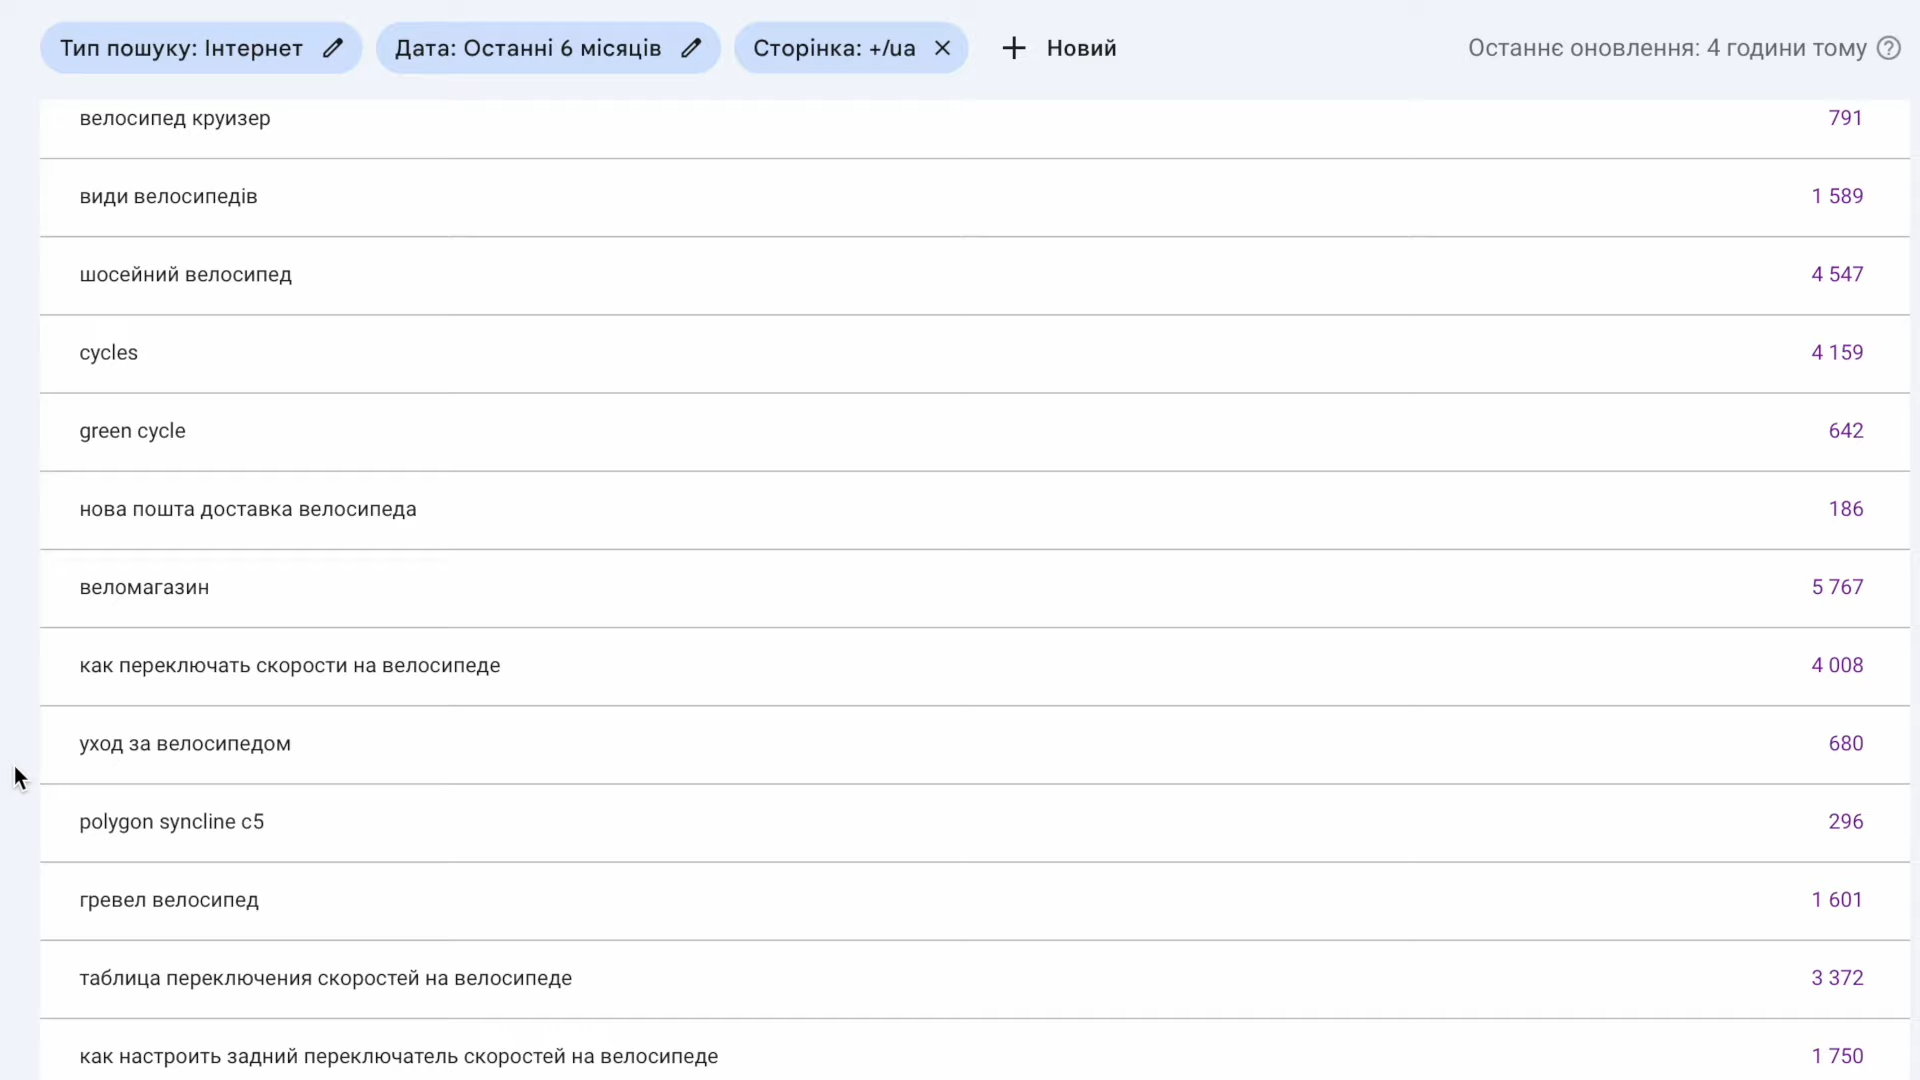 Тип пошуку: Інтернет
Дата: Останні 6 місяців
Сторінка: +/ua
Новий
Останнє оновлення: 4 години тому
велосипед круизер 791
види велосипедів 1 589
шосейний велосипед 4 547
cycles 4 159
green cycle 642
нова пошта доставка велосипеда 186
веломагазин 5 767
как переключать скорости на велосипеде 4 008
уход за велосипедом 680
polygon syncline c5 296
гревел велосипед 1 601
таблица переключения скоростей на велосипеде 3 372
как настроить задний переключатель скоростей на велосипеде 1 750